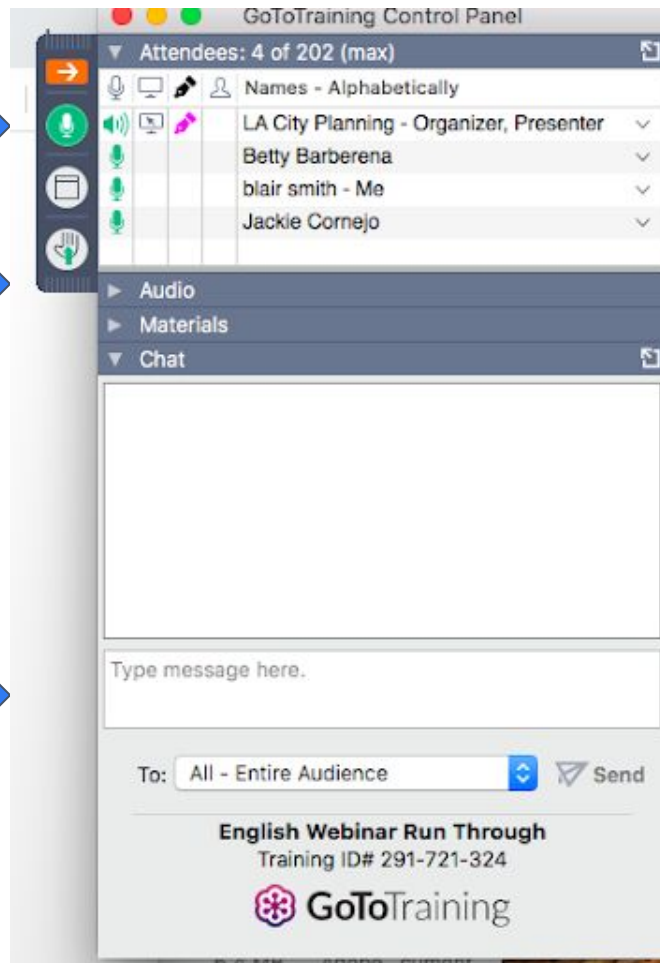 GoToTraining Control Panel
Attendees: 4 of 202 (max)
Names - Alphabetically
LA City Planning - Organizer, Presenter
Betty Barberena
blair smith - Me
Jackie Cornejo
Audio
Materials
Chat
Type message here.
To: All - Entire Audience Send
English Webinar Run Through
Training ID# 291-721-324
GoToTraining